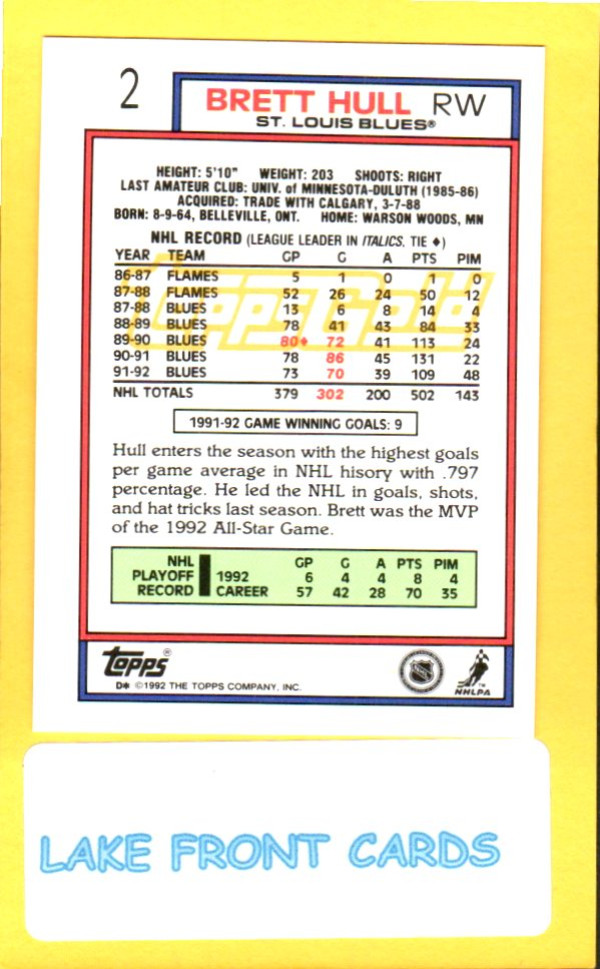 2
BRETT HULL RW
ST. LOUIS BLUES®
HEIGHT: 5'10" WEIGHT: 203 SHOOTS: RIGHT
LAST AMATEUR CLUB: UNIV. of MINNESOTA-DULUTH (1985-86)
ACQUIRED: TRADE WITH CALGARY, 3-7-88
BORN: 8-9-64, BELLEVILLE, ONT. HOME: WARSON WOODS, MN
NHL RECORD (LEAGUE LEADER IN ITALICS. TIE ♦)
YEAR TEAM GP G A PTS PIM
86-87 FLAMES 5 1 0 1 0
87-88 FLAMES 52 26 24 50 12
87-88 BLUES 13 6 8 14 4
88-89 BLUES 78 41 43 84 33
89-90 BLUES 80♦ 72 41 113 24
90-91 BLUES 78 86 45 131 22
91-92 BLUES 73 70 39 109 48
NHL TOTALS 379 302 200 502 143
ToppsGold
1991-92 GAME WINNING GOALS: 9
Hull enters the season with the highest goals
per game average in NHL hisory with .797
percentage. He led the NHL in goals, shots,
and hat tricks last season. Brett was the MVP
of the 1992 All-Star Game.
NHL GP G A PTS PIM
PLAYOFF 1992 6 4 4 8 4
RECORD CAREER 57 42 28 70 35
TOPPS®
D* ©1992 THE TOPPS COMPANY, INC.
NHL
NHLPA™
LAKE FRONT CARDS